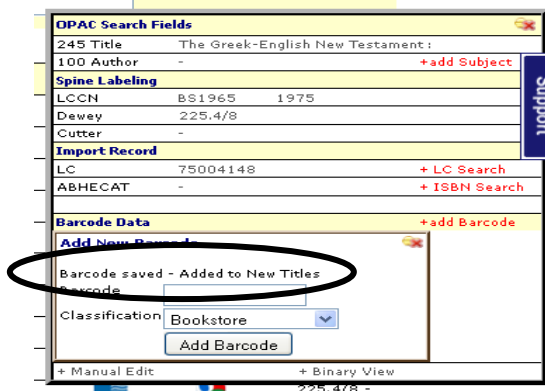 OPAC Search Fields
245 Title The Greek-English New Testament :
100 Author - +add Subject
Spine Labeling
LCCN BS1965 1975
Dewey 225.4/8
Cutter -
Import Record
LC 75004148 + LC Search
ABHECAT - + ISBN Search
Barcode Data +add Barcode
Add New Barcode
Barcode saved - Added to New Titles
Barcode
Classification Bookstore
Add Barcode
+ Manual Edit + Binary View
225.4/8 -
Support